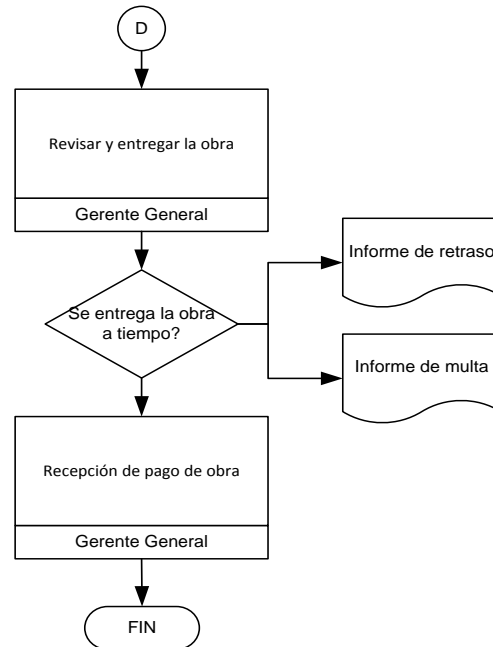 D
Revisar y entregar la obra
Gerente General
Se entrega la obra
a tiempo?
Informe de retraso
Informe de multa
Recepción de pago de obra
Gerente General
FIN